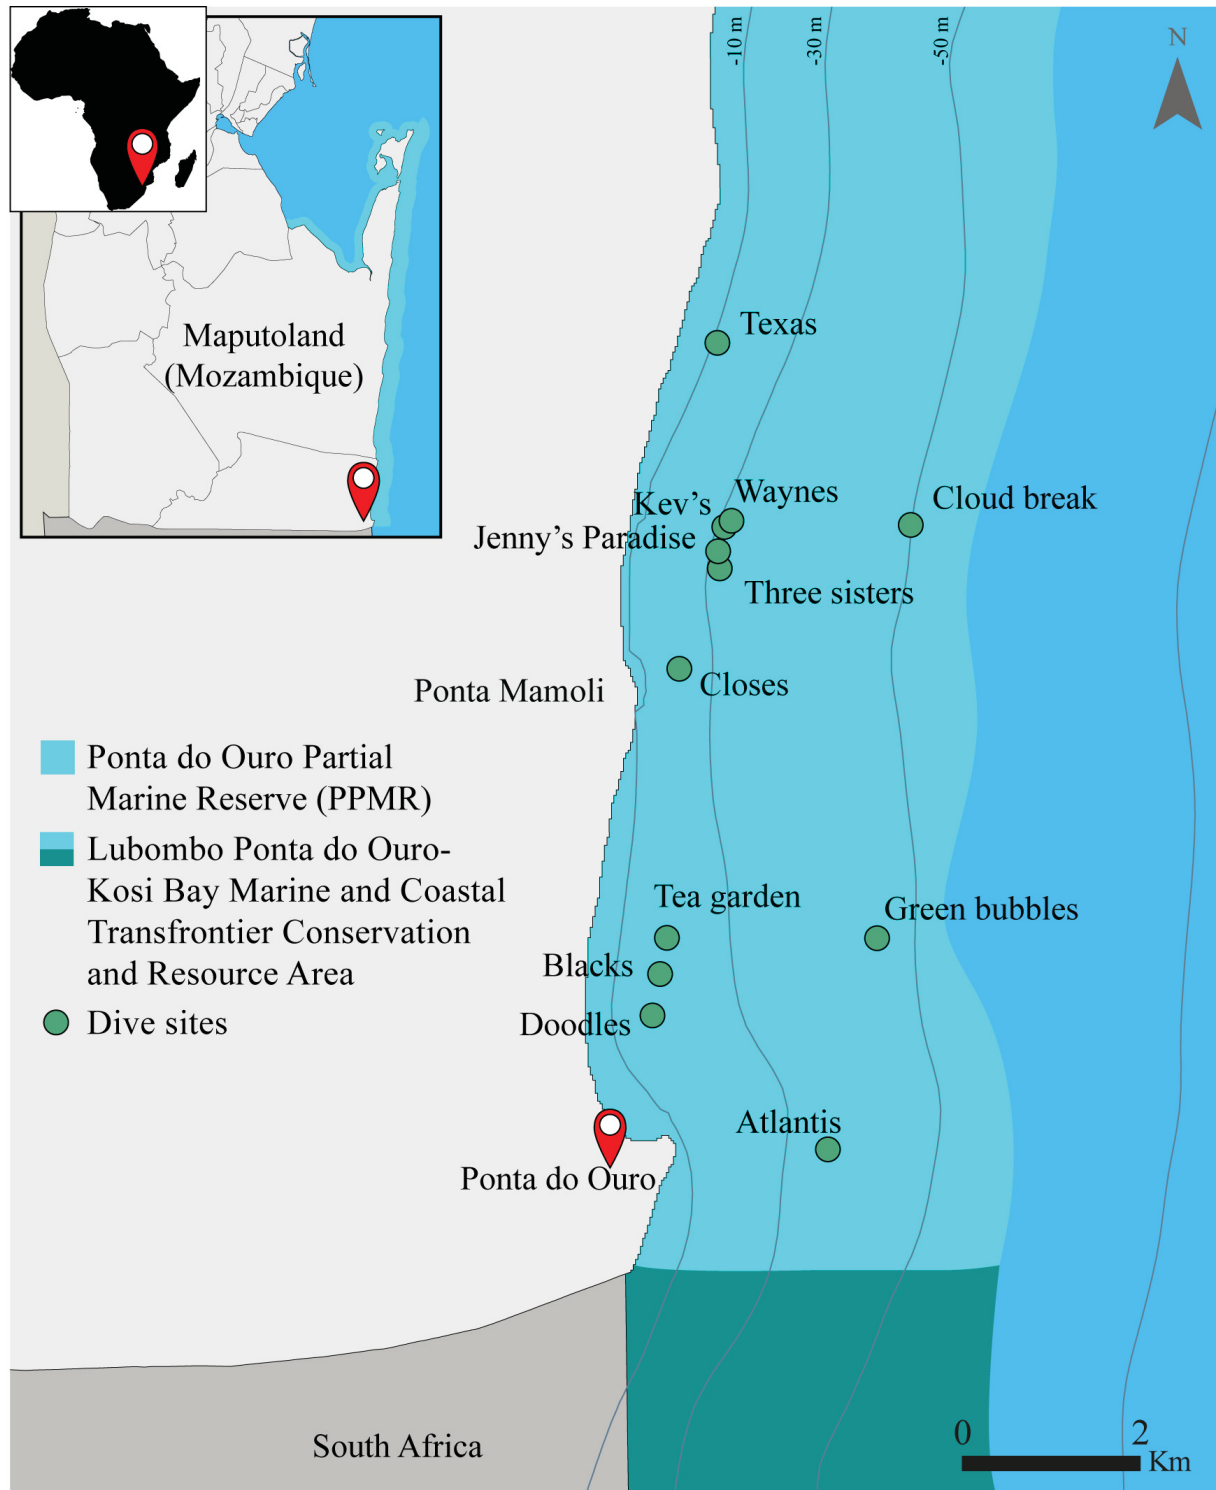 -10 m
-30 m
-50 m
N
Maputoland
(Mozambique)
Texas
Waynes
Kev’s
Cloud break
Jenny’s Paradise
Three sisters
Closes
Ponta Mamoli
Ponta do Ouro Partial
Marine Reserve (PPMR)
Lubombo Ponta do Ouro-
Kosi Bay Marine and Coastal
Transfrontier Conservation
and Resource Area
Dive sites
Tea garden
Green bubbles
Blacks
Doodles
Atlantis
Ponta do Ouro
South Africa
0 2
Km